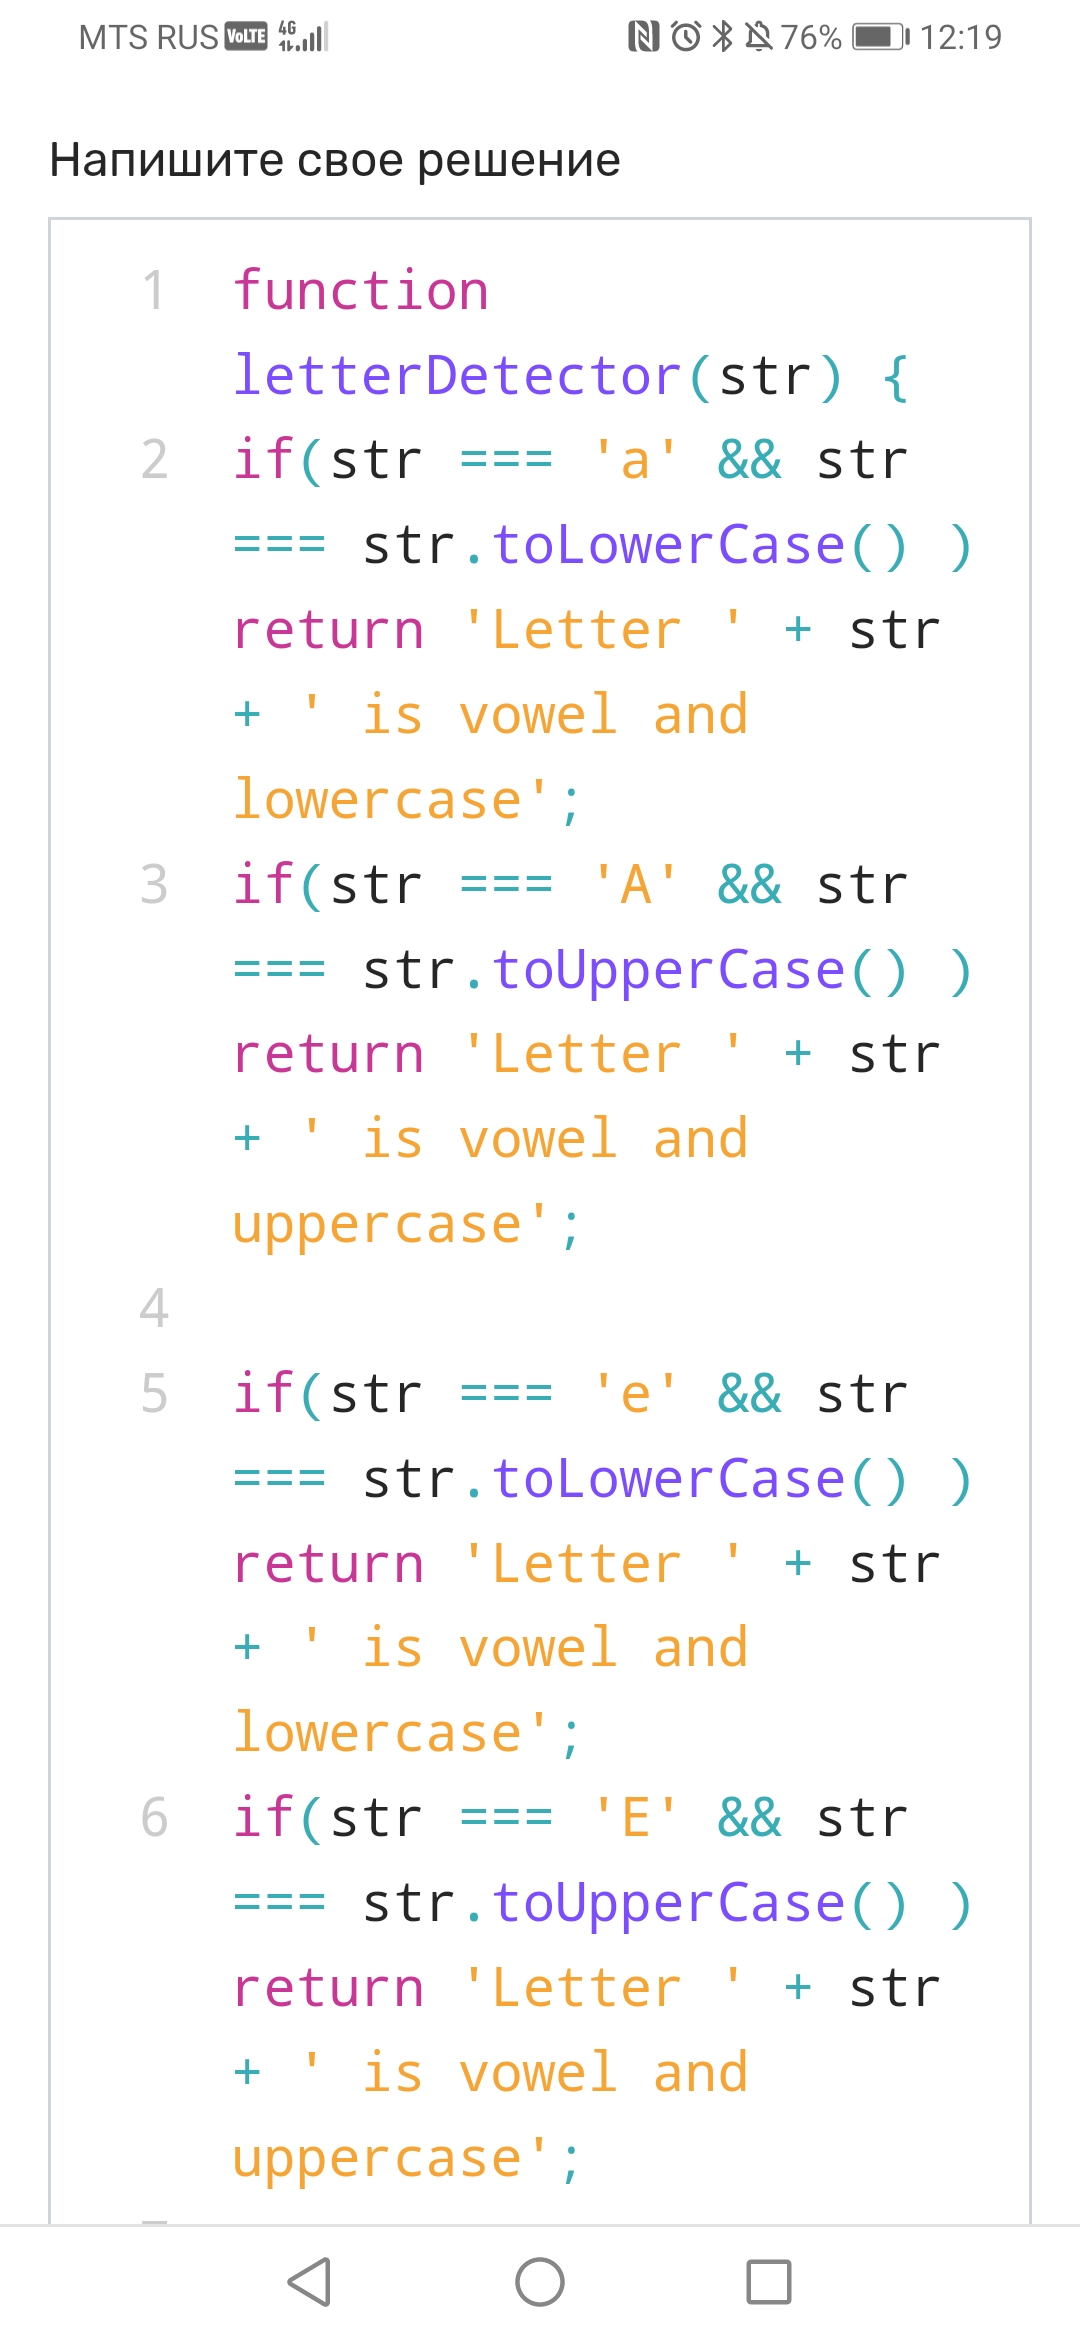 MTS RUS VoLTE 4G 76% 12:19
Напишите свое решение
1 function
letterDetector(str) {
2 if(str === 'a' && str
=== str.toLowerCase() )
return 'Letter ' + str
+ ' is vowel and
lowercase';
3 if(str === 'A' && str
=== str.toUpperCase() )
return 'Letter ' + str
+ ' is vowel and
uppercase';
4
5 if(str === 'e' && str
=== str.toLowerCase() )
return 'Letter ' + str
+ ' is vowel and
lowercase';
6 if(str === 'E' && str
=== str.toUpperCase() )
return 'Letter ' + str
+ ' is vowel and
uppercase';